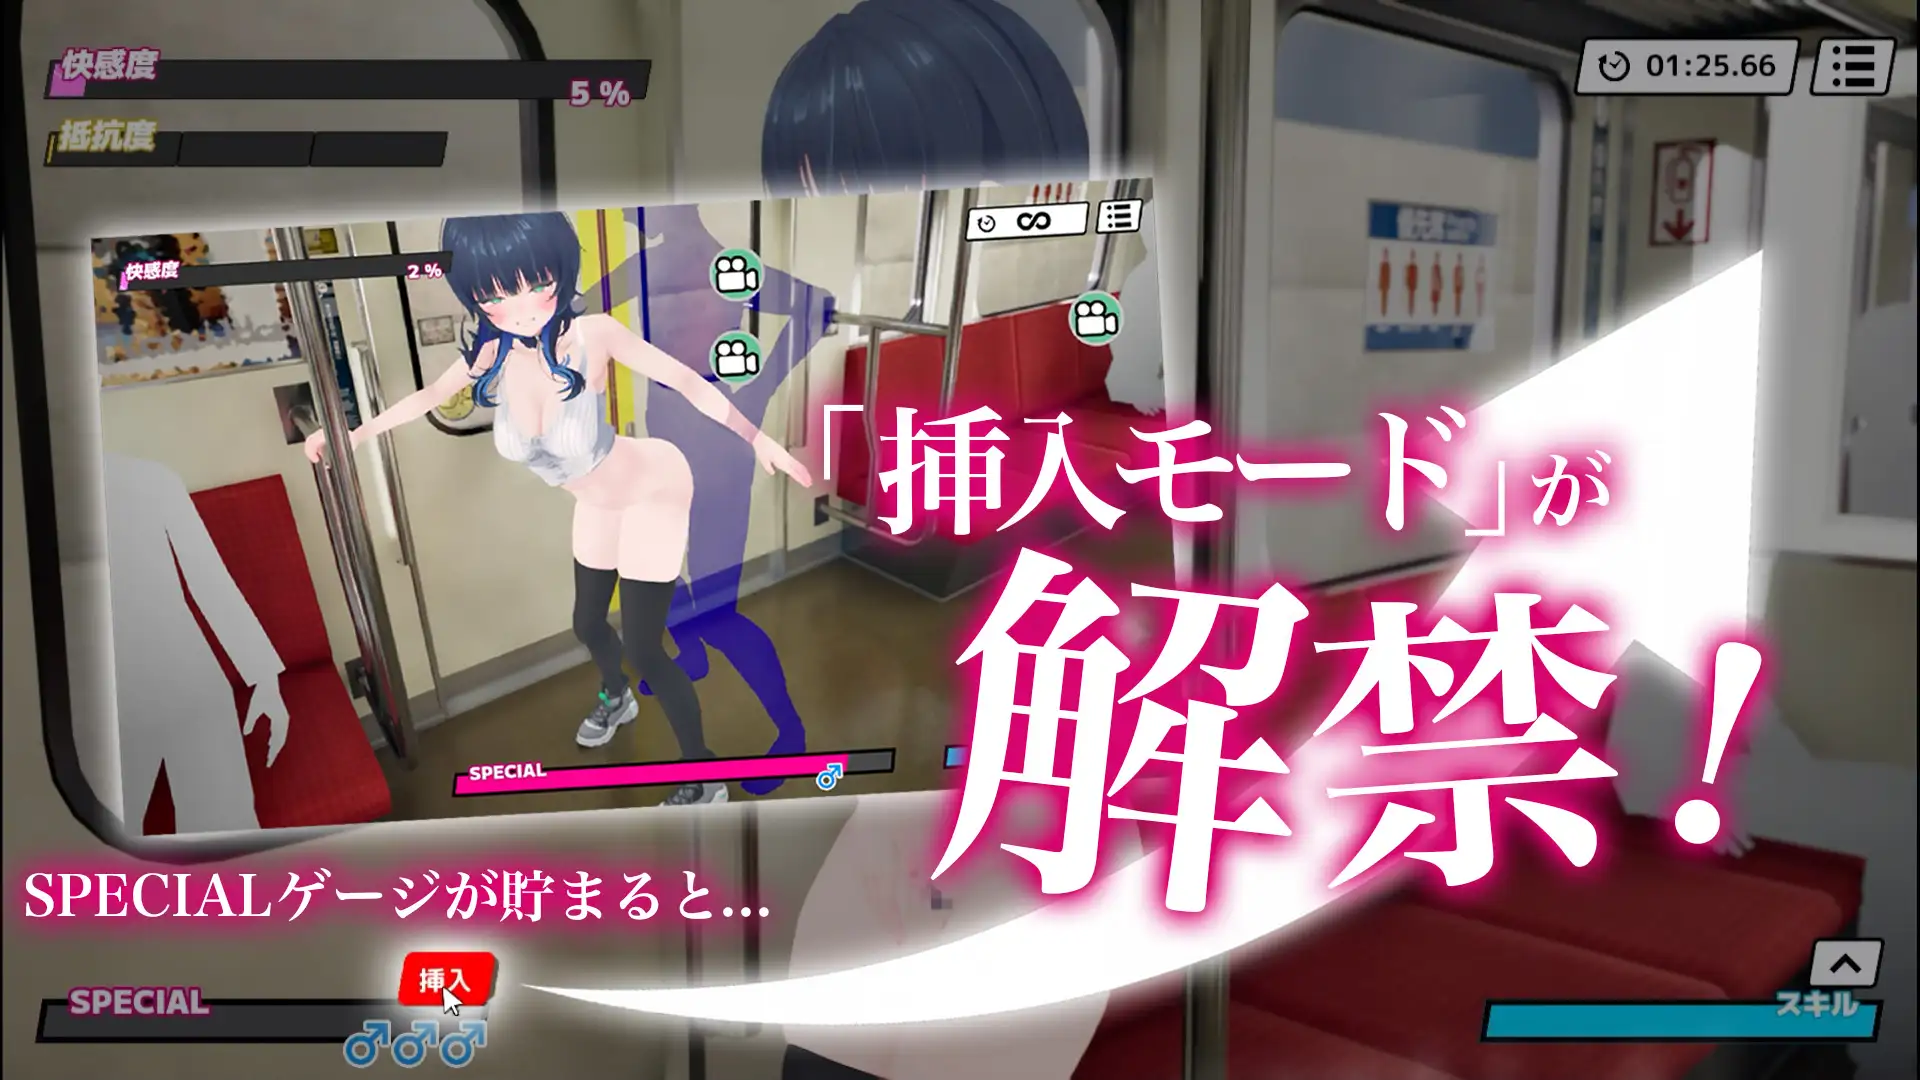 快感度
5 %
抵抗度
01:25.66
快感度
2 %
∞
「挿入モード」が
解禁！
SPECIAL
SPECIALゲージが貯まると…
挿入
SPECIAL
スキル